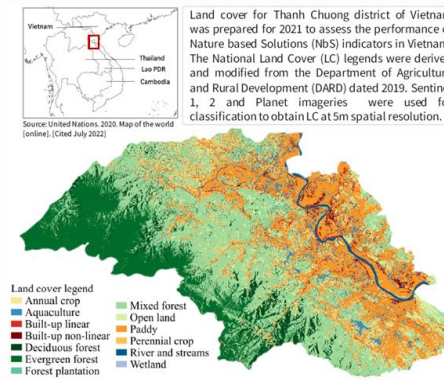 Vietnam
Thailand
Lao PDR
Cambodia
Source: United Nations. 2020. Map of the world
[online]. [Cited July 2022]
Land cover for Thanh Chuong district of Vietnam
was prepared for 2021 to assess the performance
Nature based Solutions (NbS) indicators in Vietnam
The National Land Cover (LC) legends were derive
and modified from the Department of Agricultur
and Rural Development (DARD) dated 2019. Sentine
1, 2 and Planet imageries were used fo
classification to obtain LC at 5m spatial resolution.
Land cover legend
Annual crop
Aquaculture
Built-up linear
Built-up non-linear
Deciduous forest
Evergreen forest
Forest plantation
Mixed forest
Open land
Paddy
Perennial crop
River and streams
Wetland